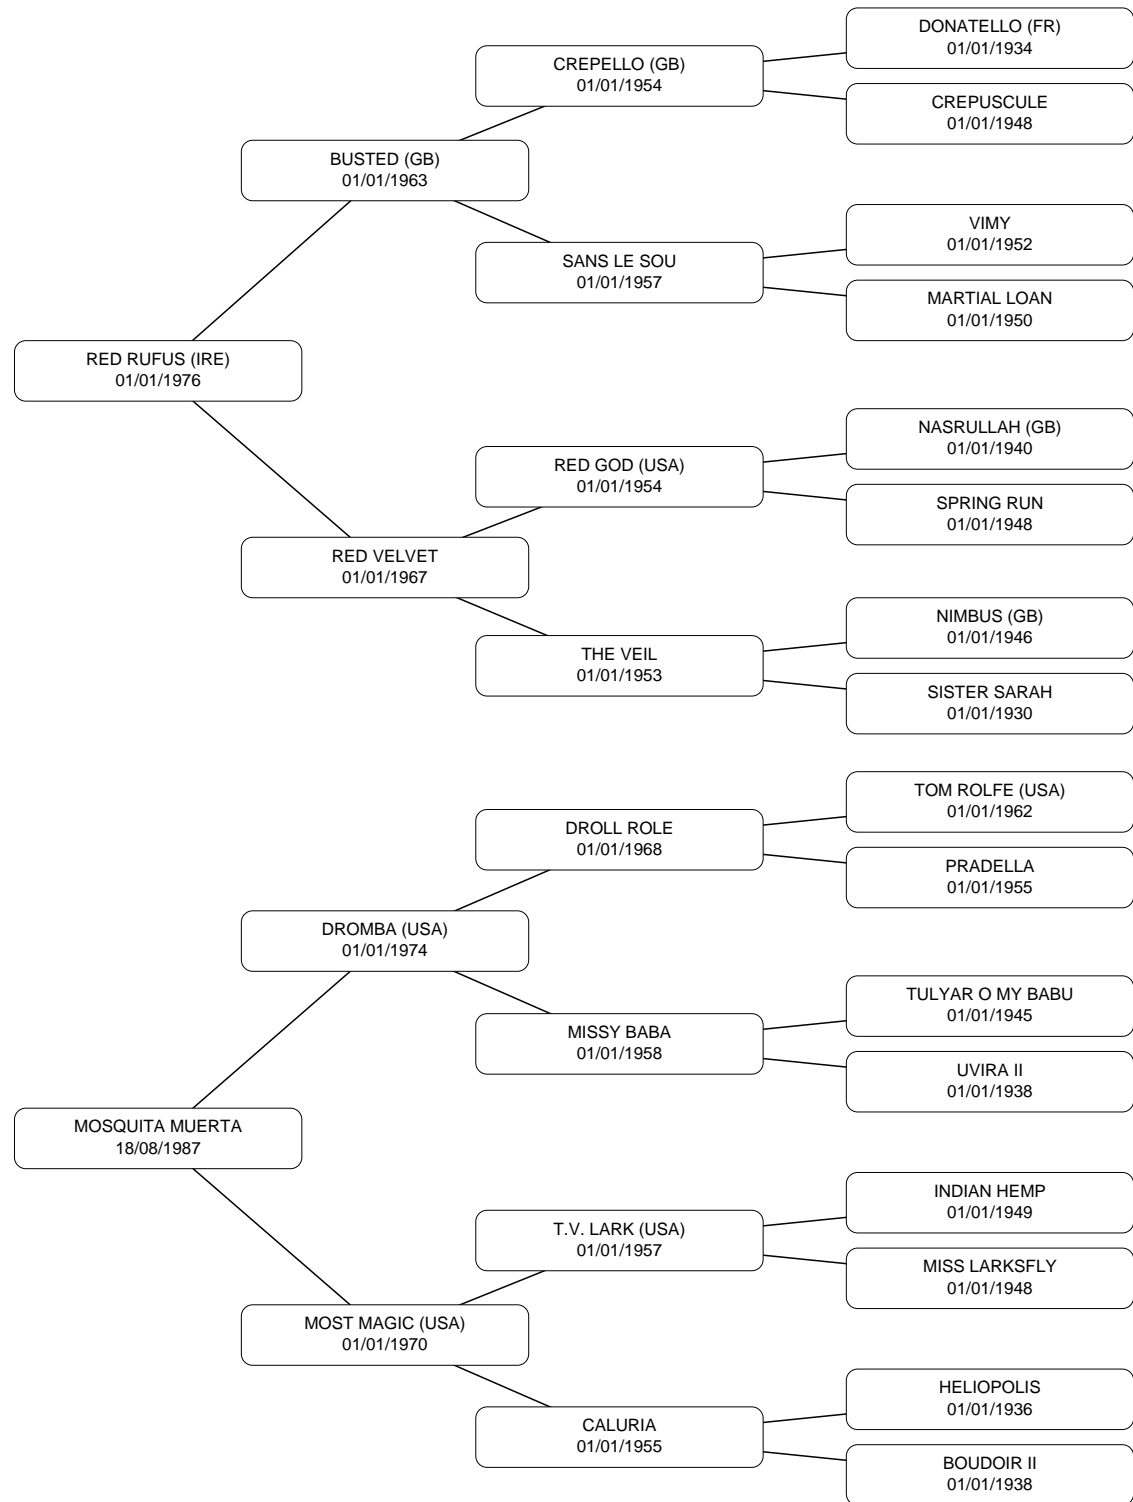 DONATELLO (FR)
01/01/1934
CREPELLO (GB)
01/01/1954
CREPUSCULE
01/01/1948
BUSTED (GB)
01/01/1963
VIMY
01/01/1952
SANS LE SOU
01/01/1957
MARTIAL LOAN
01/01/1950
RED RUFUS (IRE)
01/01/1976
NASRULLAH (GB)
01/01/1940
RED GOD (USA)
01/01/1954
SPRING RUN
01/01/1948
RED VELVET
01/01/1967
NIMBUS (GB)
01/01/1946
THE VEIL
01/01/1953
SISTER SARAH
01/01/1930
TOM ROLFE (USA)
01/01/1962
DROLL ROLE
01/01/1968
PRADELLA
01/01/1955
DROMBA (USA)
01/01/1974
TULYAR O MY BABU
01/01/1945
MISSY BABA
01/01/1958
UVIRA II
01/01/1938
MOSQUITA MUERTA
18/08/1987
INDIAN HEMP
01/01/1949
T.V. LARK (USA)
01/01/1957
MISS LARKSFLY
01/01/1948
MOST MAGIC (USA)
01/01/1970
HELIOPOLIS
01/01/1936
CALURIA
01/01/1955
BOUDOIR II
01/01/1938